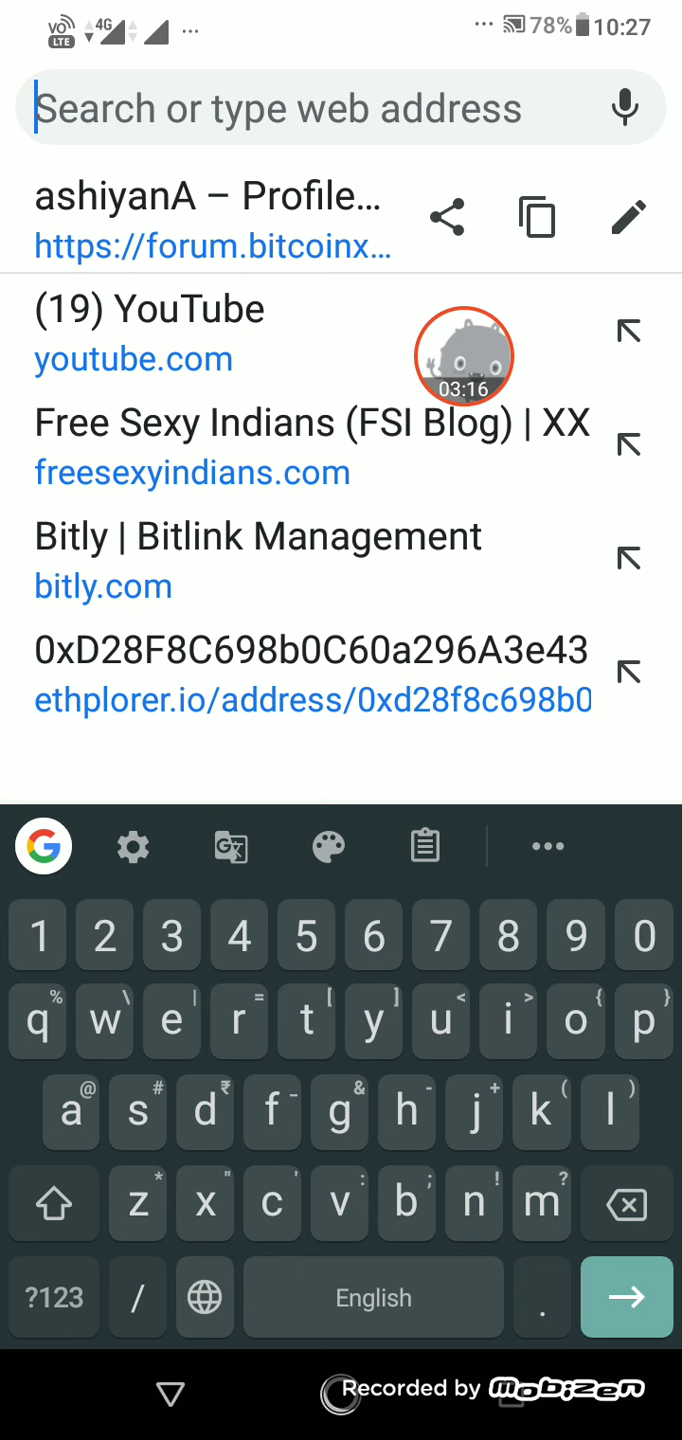 VO LTE 4G ... ... 78% 10:27
Search or type web address
ashiyanA – Profile...
https://forum.bitcoinx...
(19) YouTube
youtube.com
03:16
Free Sexy Indians (FSI Blog) | XX
freesexyindians.com
Bitly | Bitlink Management
bitly.com
0xD28F8C698b0C60a296A3e43
ethplorer.io/address/0xd28f8c698b0
G
1 2 3 4 5 6 7 8 9 0
% \ | = [ ] < > { }
q w e r t y u i o p
@ # ₹ _ & - + ( )
a s d f g h j k l
* " ' : ; ! ?
z x c v b n m
?123 / English .
Recorded by mobizen